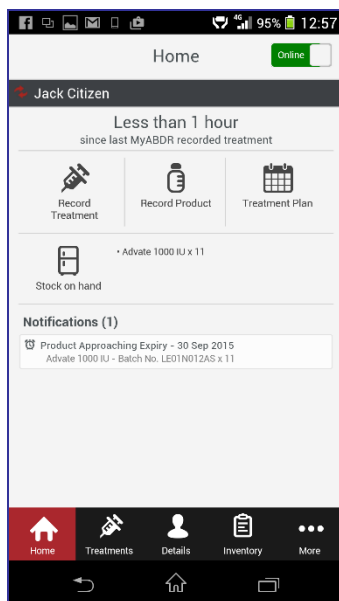 4G 95% 12:57
Home
Online
Jack Citizen
Less than 1 hour
since last MyABDR recorded treatment
Record
Treatment
Record Product
Treatment Plan
• Advate 1000 IU x 11
Stock on hand
Notifications (1)
Product Approaching Expiry - 30 Sep 2015
Advate 1000 IU - Batch No. LE01N012AS x 11
Home
Treatments
Details
Inventory
More